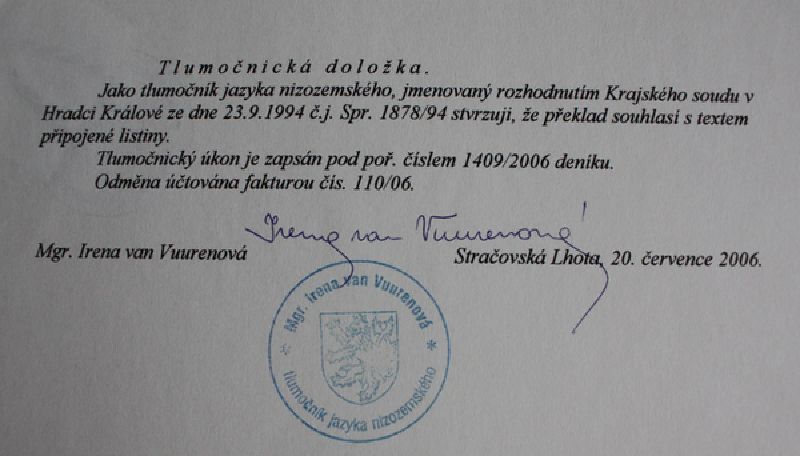 Tlumočnická doložka.
Jako tlumočník jazyka nizozemského, jmenovaný rozhodnutím Krajského soudu v
Hradci Králové ze dne 23.9.1994 č.j. Spr. 1878/94 stvrzuji, že překlad souhlasí s textem
připojené listiny.
Tlumočnický úkon je zapsán pod poř. číslem 1409/2006 deníku.
Odměna účtována fakturou čís. 110/06.
Irena van Vuurenová
Mgr. Irena van Vuurenová Stračovská Lhota, 20. července 2006.
Mgr. Irena van Vuurenová
* tlumočník jazyka nizozemského *